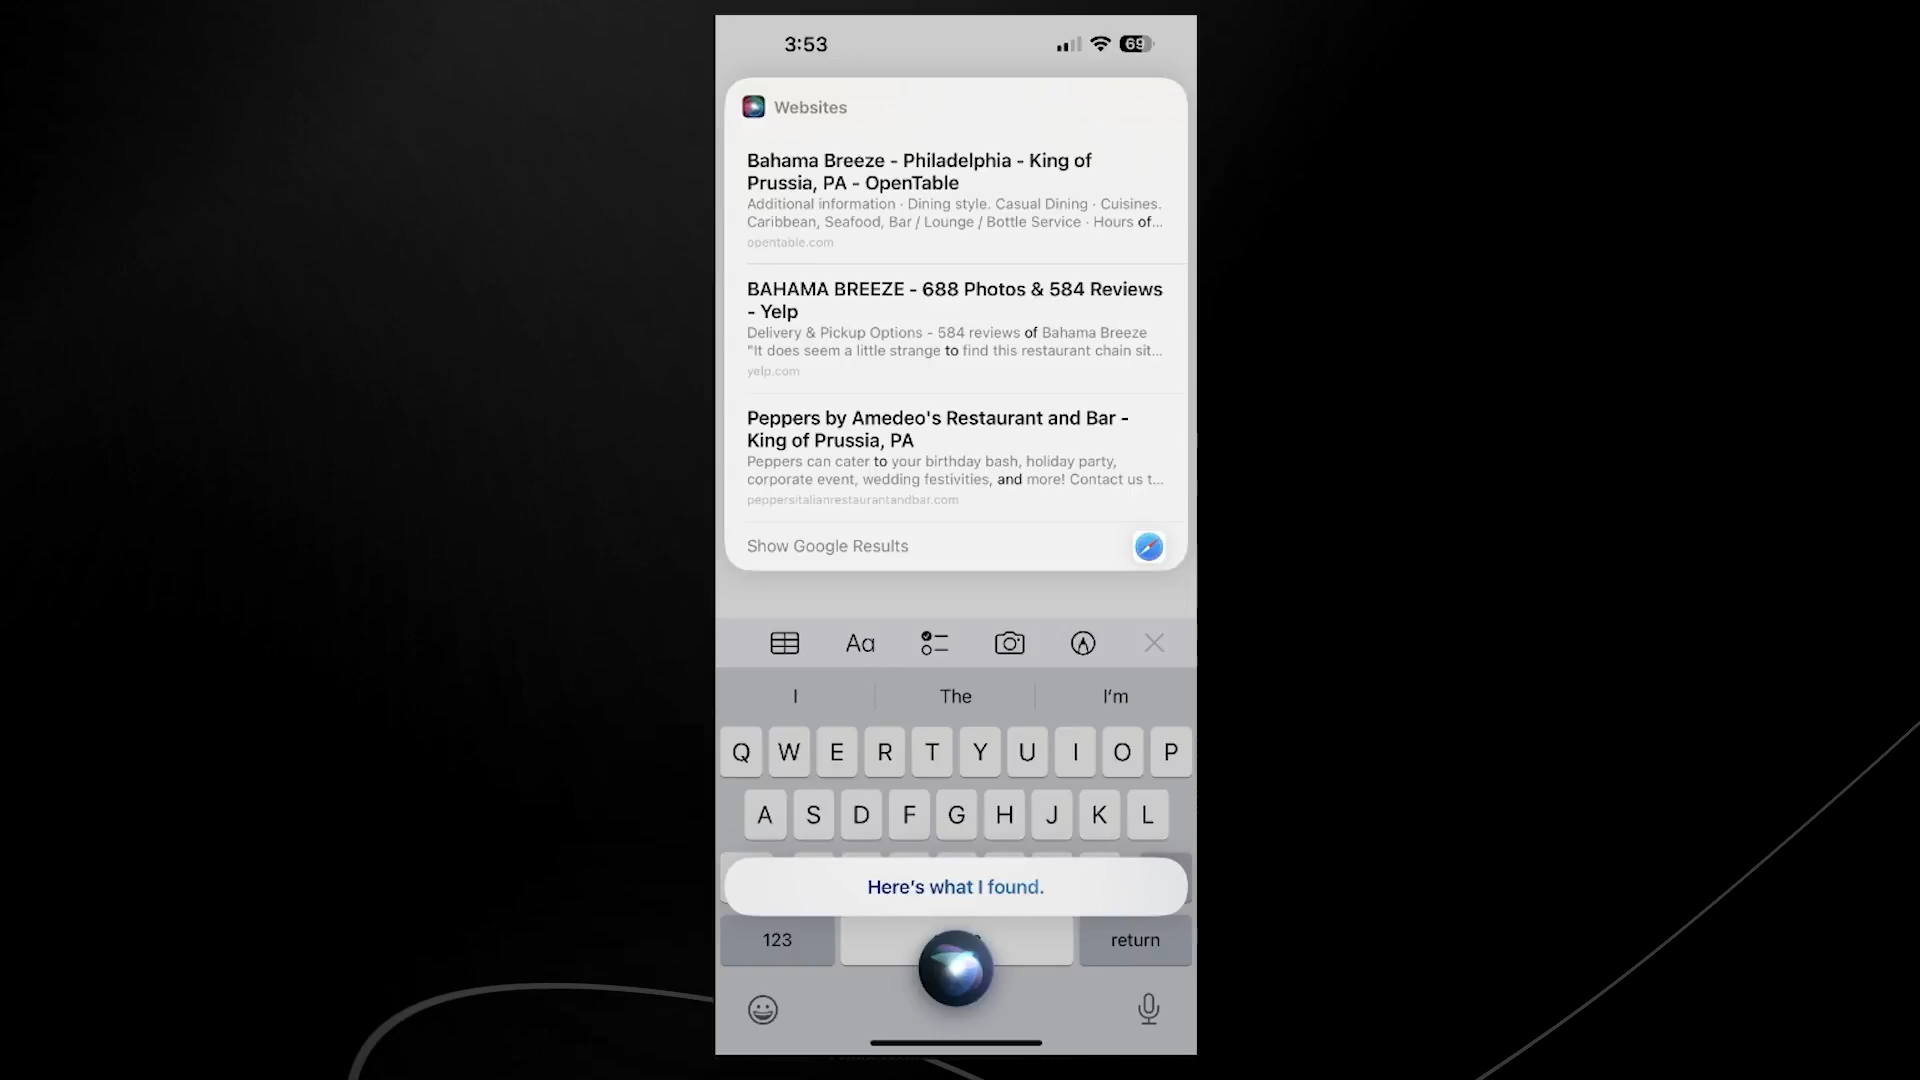 3:53
69
Websites
Bahama Breeze - Philadelphia - King of
Prussia, PA - OpenTable
Additional information · Dining style. Casual Dining · Cuisines.
Caribbean, Seafood, Bar / Lounge / Bottle Service · Hours of...
opentable.com
BAHAMA BREEZE - 688 Photos & 584 Reviews
- Yelp
Delivery & Pickup Options - 584 reviews of Bahama Breeze
"It does seem a little strange to find this restaurant chain sit...
yelp.com
Peppers by Amedeo's Restaurant and Bar -
King of Prussia, PA
Peppers can cater to your birthday bash, holiday party,
corporate event, wedding festivities, and more! Contact us t...
peppersitalianrestaurantandbar.com
Show Google Results
Aa
I The I'm
Q W E R T Y U I O P
A S D F G H J K L
Here's what I found.
123 return